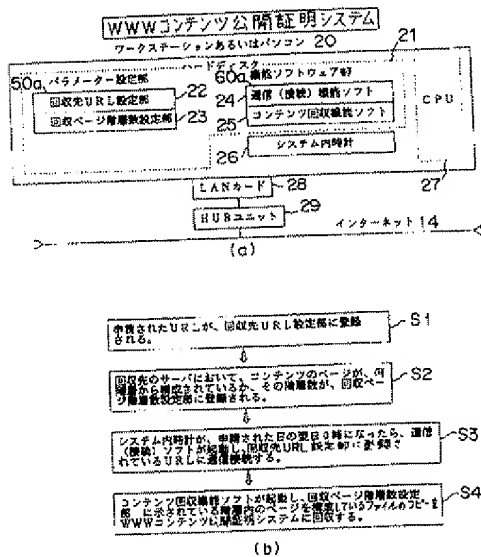 WWWコンテンツ公開証明システム
ワークステーションあるいはパソコン 20
ハードディスク
21
50a
パラメーター設定部
60a
機能ソフトウェア部
回収先URL設定部
22
回収ページ階層数設定部
23
24
通信(接続)機能ソフト
25
コンテンツ回収機能ソフト
26
システム内時計
CPU
27
LANカード
28
HUBユニット
29
インターネット 14
(a)
申請されたURLが、回収先URL設定部に登録
される。
S1
回収先のサーバにおいて、コンテンツのページが、何
階層から構成されているか、その階層数が、回収ペー
ジ階層数設定部に登録される。
S2
システム内時計が、申請された日の翌日0時になったら、通信
(接続)ソフトが起動し、回収先URL設定部に登録さ
れているURLに通信接続する。
S3
コンテンツ回収機能ソフトが起動し、回収ページ階層数設定
部に示されている階層内のページを構成しているファイルのコピーを
WWWコンテンツ公開証明システムに回収する。
S4
(b)